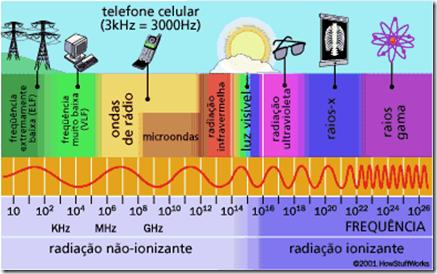 telefone celular
(3kHz = 3000Hz)
freqüência
extremamente
baixa (ELF)
freqüência
muito baixa
(VLF)
ondas
de rádio
microondas
radiação
infravermelha
luz visível
radiação
ultravioleta
raios-x
raios
gama
10 10² 10⁴ 10⁶ 10⁸ 10¹⁰ 10¹² 10¹⁴ 10¹⁶ 10¹⁸ 10²⁰ 10²² 10²⁴ 10²⁶
KHz MHz GHz FREQUÊNCIA
radiação não-ionizante radiação ionizante
©2001 HowStuffWorks